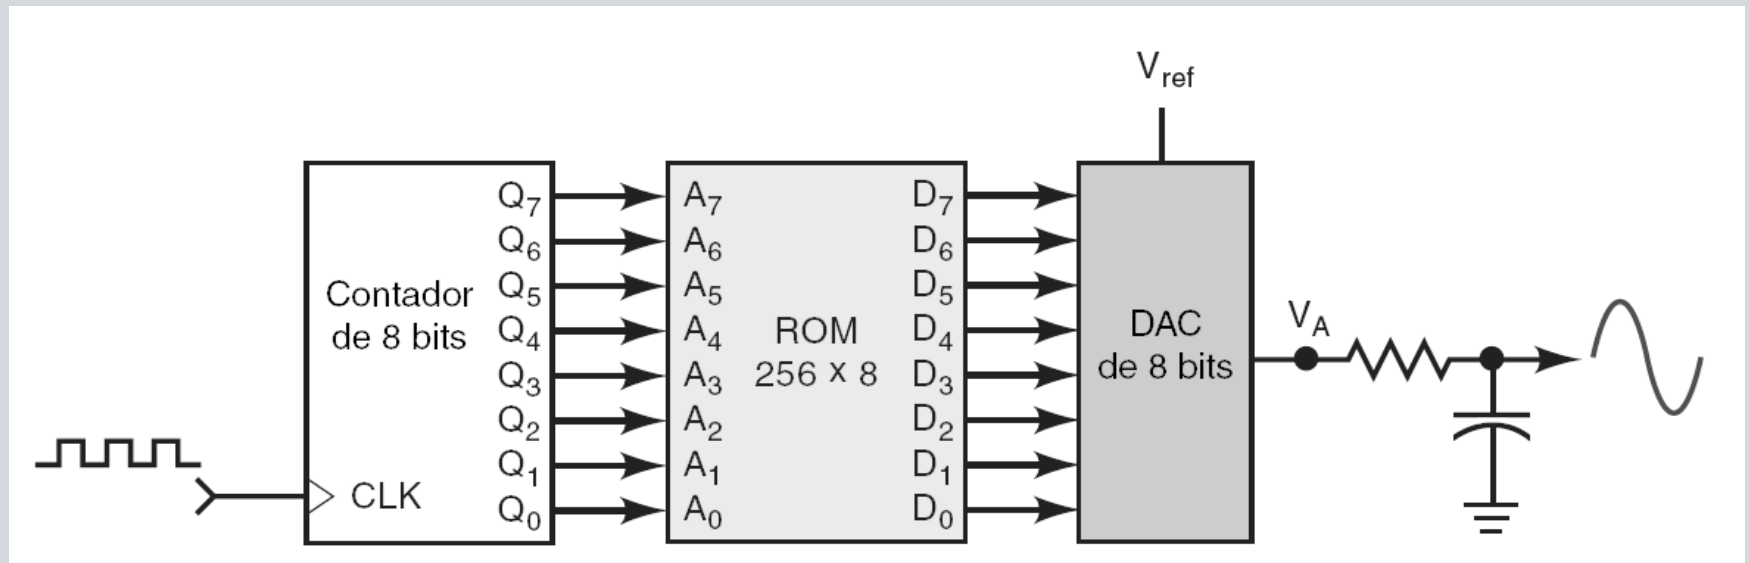 Vref
Contador
de 8 bits
CLK
Q7
Q6
Q5
Q4
Q3
Q2
Q1
Q0
A7
A6
A5
A4
A3
A2
A1
A0
ROM
256 x 8
D7
D6
D5
D4
D3
D2
D1
D0
DAC
de 8 bits
VA